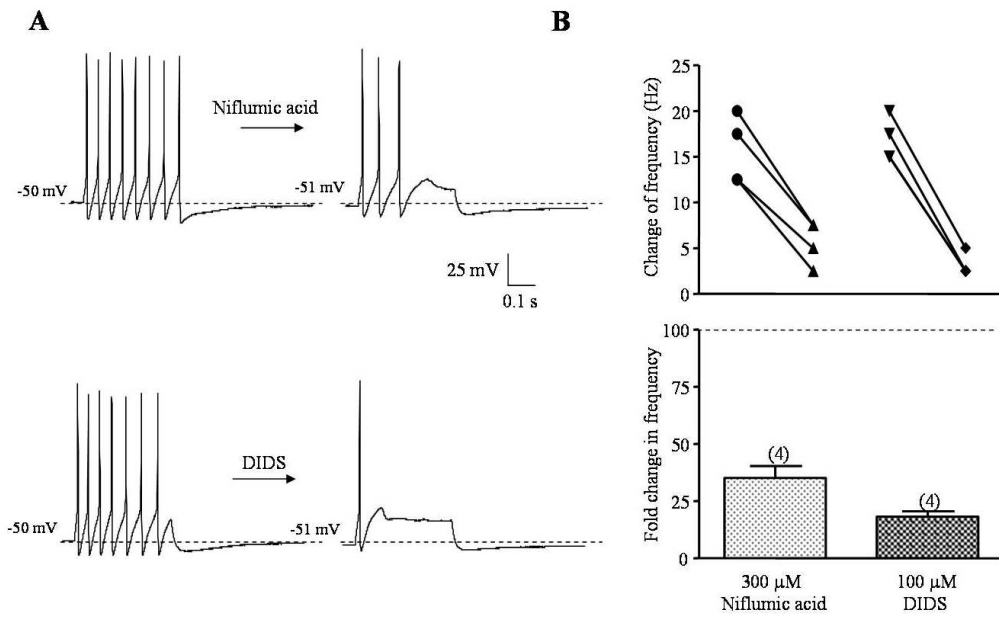 A
B
Niflumic acid
-50 mV
-51 mV
25 mV
0.1 s
DIDS
-50 mV
-51 mV
Change of frequency (Hz)
25
20
15
10
5
0
Fold change in frequency
100
75
50
25
0
(4)
(4)
300 µM
Niflumic acid
100 µM
DIDS